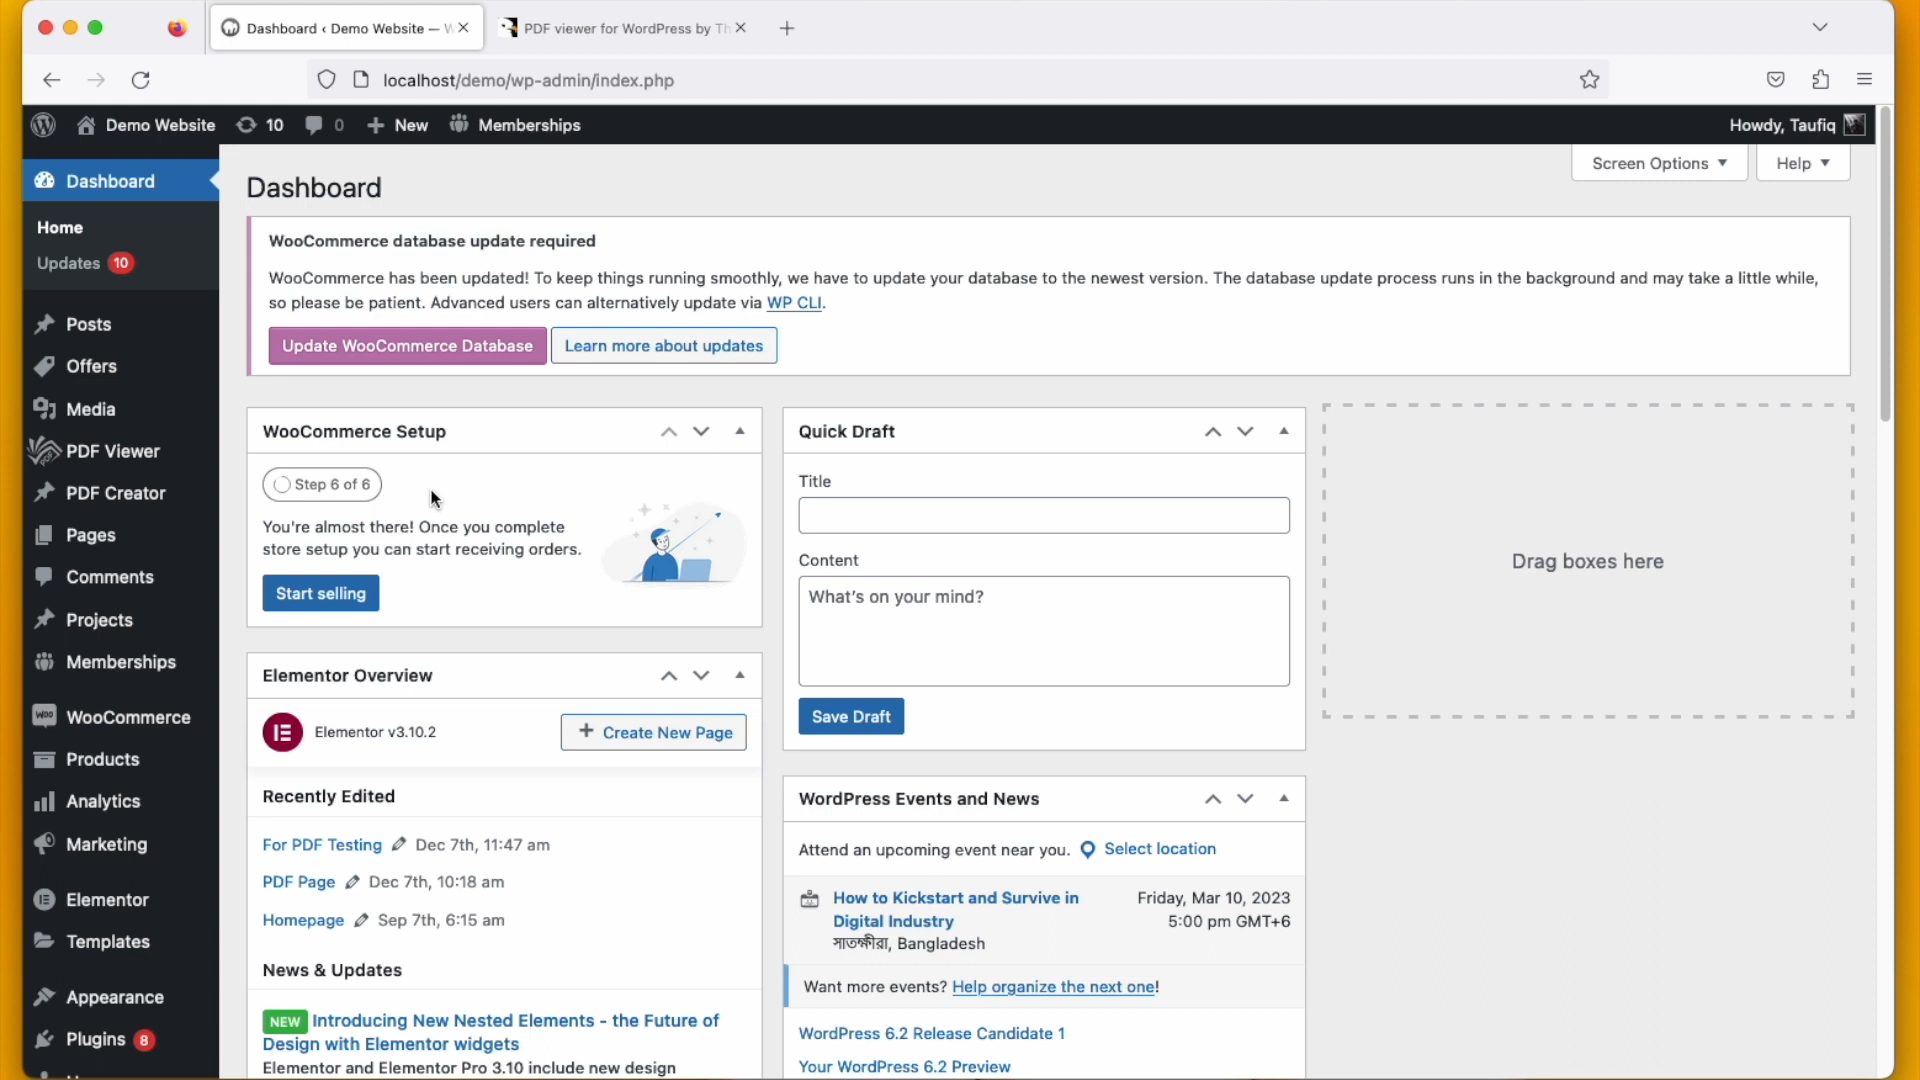 Dashboard ‹ Demo Website — W
PDF viewer for WordPress by Th
localhost/demo/wp-admin/index.php
Demo Website 10 0 New Memberships
Howdy, Taufiq
Screen Options Help
Dashboard
Home
Updates 10
Posts
Offers
Media
PDF Viewer
PDF Creator
Pages
Comments
Projects
Memberships
WooCommerce
Products
Analytics
Marketing
Elementor
Templates
Appearance
Plugins 8
Dashboard
WooCommerce database update required
WooCommerce has been updated! To keep things running smoothly, we have to update your database to the newest version. The database update process runs in the background and may take a little while,
so please be patient. Advanced users can alternatively update via WP CLI.
Update WooCommerce Database Learn more about updates
WooCommerce Setup
Step 6 of 6
You're almost there! Once you complete
store setup you can start receiving orders.
Start selling
Elementor Overview
Elementor v3.10.2
+ Create New Page
Recently Edited
For PDF Testing Dec 7th, 11:47 am
PDF Page Dec 7th, 10:18 am
Homepage Sep 7th, 6:15 am
News & Updates
NEW Introducing New Nested Elements - the Future of
Design with Elementor widgets
Elementor and Elementor Pro 3.10 include new design
Quick Draft
Title
Content
What's on your mind?
Save Draft
WordPress Events and News
Attend an upcoming event near you. Select location
How to Kickstart and Survive in
Digital Industry
সাতক্ষীরা, Bangladesh
Friday, Mar 10, 2023
5:00 pm GMT+6
Want more events? Help organize the next one!
WordPress 6.2 Release Candidate 1
Your WordPress 6.2 Preview
Drag boxes here